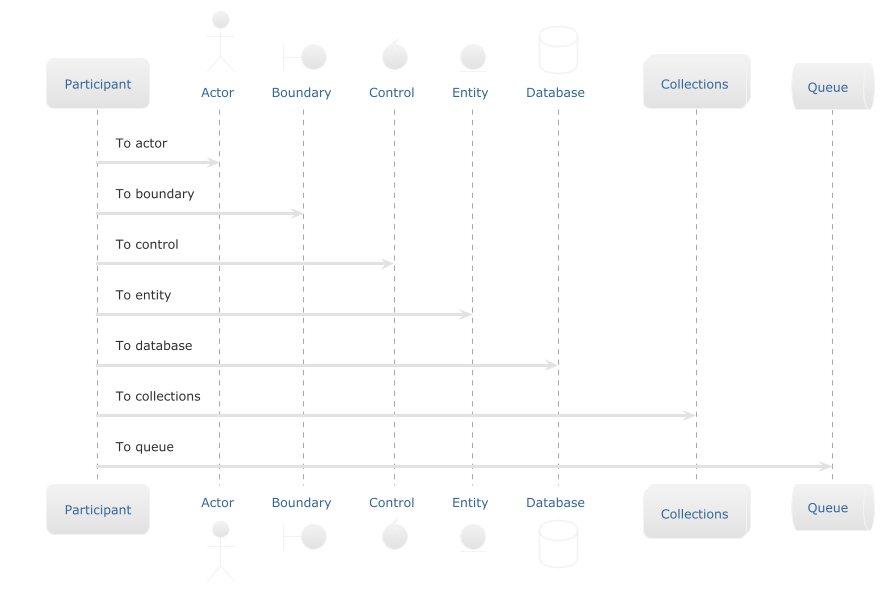 Participant
Actor
Boundary
Control
Entity
Database
Collections
Queue
To actor
To boundary
To control
To entity
To database
To collections
To queue
Participant
Actor
Boundary
Control
Entity
Database
Collections
Queue